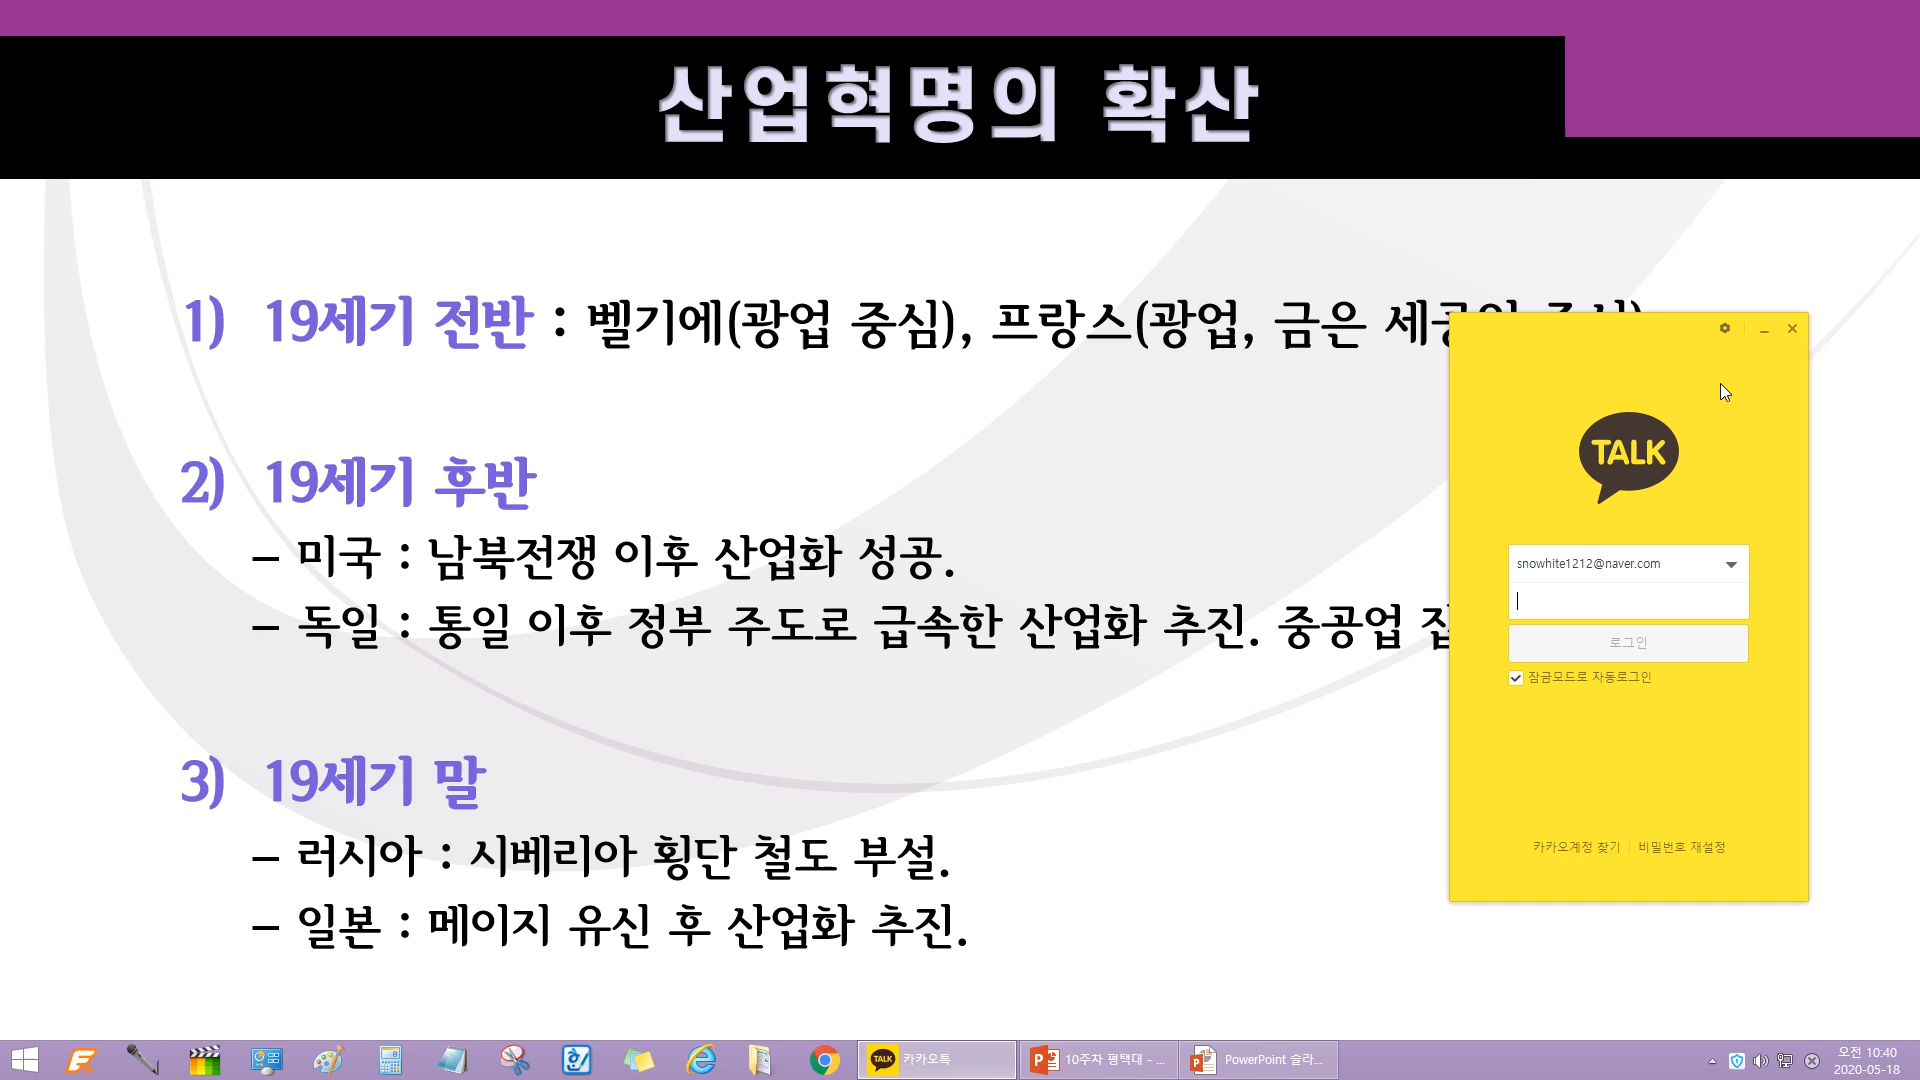 산업혁명의 확산
1) 19세기 전반 : 벨기에(광업 중심), 프랑스(광업, 금은 세공업 중심)
2) 19세기 후반
– 미국 : 남북전쟁 이후 산업화 성공.
– 독일 : 통일 이후 정부 주도로 급속한 산업화 추진. 중공업
3) 19세기 말
– 러시아 : 시베리아 횡단 철도 부설.
– 일본 : 메이지 유신 후 산업화 추진.
TALK
snowhite1212@naver.com
로그인
잠금모드로 자동로그인
카카오계정 찾기 | 비밀번호 재설정
TALK 카카오톡
10주차 평택대 - ...
PowerPoint 슬라...
오전 10:40
2020-05-18